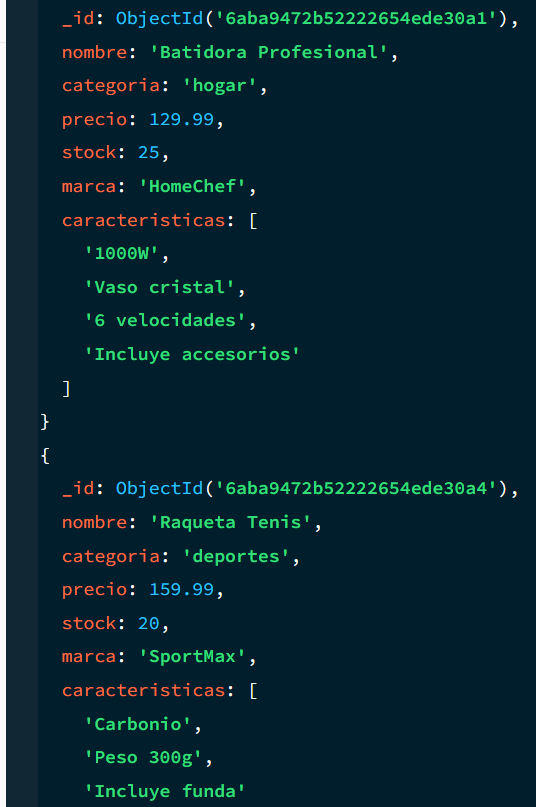 _id: ObjectId('6aba9472b52222654ede30a1'),
nombre: 'Batidora Profesional',
categoria: 'hogar',
precio: 129.99,
stock: 25,
marca: 'HomeChef',
caracteristicas: [
'1000W',
'Vaso cristal',
'6 velocidades',
'Incluye accesorios'
]
}
{
_id: ObjectId('6aba9472b52222654ede30a4'),
nombre: 'Raqueta Tenis',
categoria: 'deportes',
precio: 159.99,
stock: 20,
marca: 'SportMax',
caracteristicas: [
'Carbonio',
'Peso 300g',
'Incluye funda'